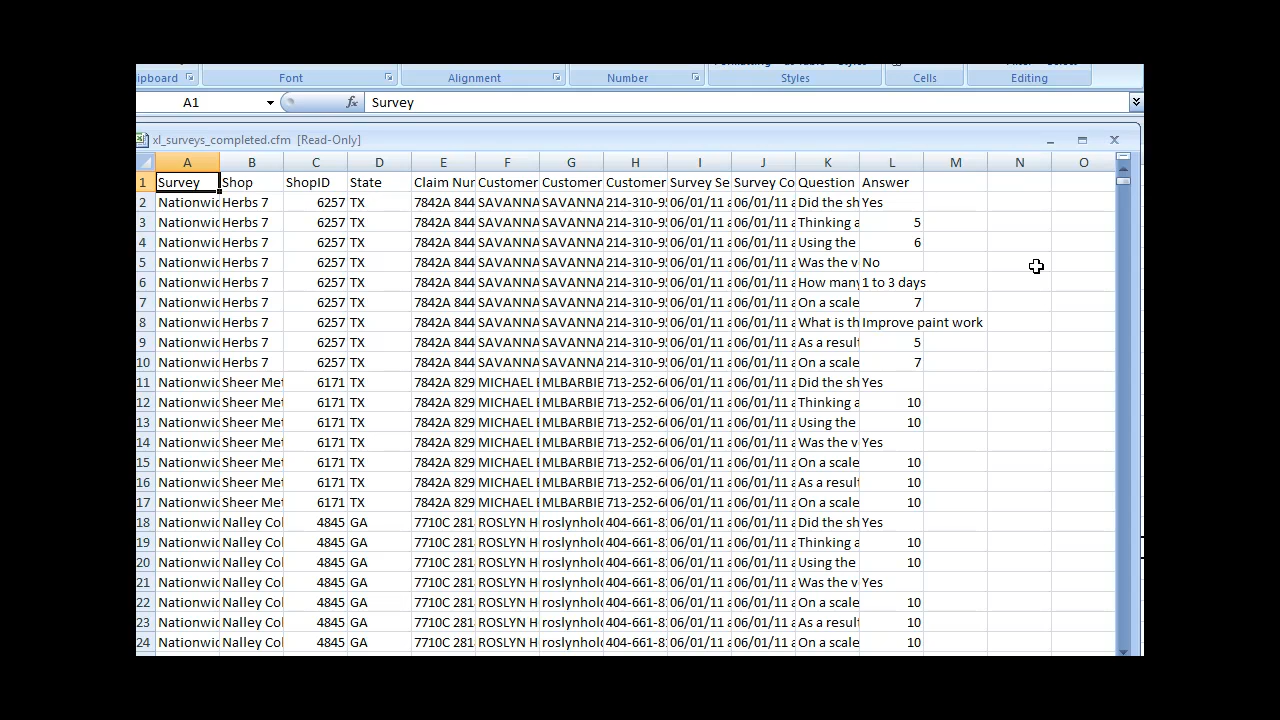 ipboard Font Alignment Number Styles Cells Editing
A1 fx Survey
xl_surveys_completed.cfm [Read-Only]
A B C D E F G H I J K L M N O
1 Survey Shop ShopID State Claim Nur Customer Customer Customer Survey Se Survey Co Question Answer
2 Nationwic Herbs 7 6257 TX 7842A 844 SAVANNA SAVANNA 214-310-95 06/01/11 a 06/01/11 a Did the sh Yes
3 Nationwic Herbs 7 6257 TX 7842A 844 SAVANNA SAVANNA 214-310-95 06/01/11 a 06/01/11 a Thinking a 5
4 Nationwic Herbs 7 6257 TX 7842A 844 SAVANNA SAVANNA 214-310-95 06/01/11 a 06/01/11 a Using the 6
5 Nationwic Herbs 7 6257 TX 7842A 844 SAVANNA SAVANNA 214-310-95 06/01/11 a 06/01/11 a Was the v No
6 Nationwic Herbs 7 6257 TX 7842A 844 SAVANNA SAVANNA 214-310-95 06/01/11 a 06/01/11 a How many 1 to 3 days
7 Nationwic Herbs 7 6257 TX 7842A 844 SAVANNA SAVANNA 214-310-95 06/01/11 a 06/01/11 a On a scale 7
8 Nationwic Herbs 7 6257 TX 7842A 844 SAVANNA SAVANNA 214-310-95 06/01/11 a 06/01/11 a What is th Improve paint work
9 Nationwic Herbs 7 6257 TX 7842A 844 SAVANNA SAVANNA 214-310-95 06/01/11 a 06/01/11 a As a result 5
10 Nationwic Herbs 7 6257 TX 7842A 844 SAVANNA SAVANNA 214-310-95 06/01/11 a 06/01/11 a On a scale 7
11 Nationwic Sheer Met 6171 TX 7842A 829 MICHAEL E MLBARBIE 713-252-60 06/01/11 a 06/01/11 a Did the sh Yes
12 Nationwic Sheer Met 6171 TX 7842A 829 MICHAEL E MLBARBIE 713-252-60 06/01/11 a 06/01/11 a Thinking a 10
13 Nationwic Sheer Met 6171 TX 7842A 829 MICHAEL E MLBARBIE 713-252-60 06/01/11 a 06/01/11 a Using the 10
14 Nationwic Sheer Met 6171 TX 7842A 829 MICHAEL E MLBARBIE 713-252-60 06/01/11 a 06/01/11 a Was the v Yes
15 Nationwic Sheer Met 6171 TX 7842A 829 MICHAEL E MLBARBIE 713-252-60 06/01/11 a 06/01/11 a On a scale 10
16 Nationwic Sheer Met 6171 TX 7842A 829 MICHAEL E MLBARBIE 713-252-60 06/01/11 a 06/01/11 a As a result 10
17 Nationwic Sheer Met 6171 TX 7842A 829 MICHAEL E MLBARBIE 713-252-60 06/01/11 a 06/01/11 a On a scale 10
18 Nationwic Nalley Col 4845 GA 7710C 281 ROSLYN H roslynholc 404-661-81 06/01/11 a 06/01/11 a Did the sh Yes
19 Nationwic Nalley Col 4845 GA 7710C 281 ROSLYN H roslynholc 404-661-81 06/01/11 a 06/01/11 a Thinking a 10
20 Nationwic Nalley Col 4845 GA 7710C 281 ROSLYN H roslynholc 404-661-81 06/01/11 a 06/01/11 a Using the 10
21 Nationwic Nalley Col 4845 GA 7710C 281 ROSLYN H roslynholc 404-661-81 06/01/11 a 06/01/11 a Was the v Yes
22 Nationwic Nalley Col 4845 GA 7710C 281 ROSLYN H roslynholc 404-661-81 06/01/11 a 06/01/11 a On a scale 10
23 Nationwic Nalley Col 4845 GA 7710C 281 ROSLYN H roslynholc 404-661-81 06/01/11 a 06/01/11 a As a result 10
24 Nationwic Nalley Col 4845 GA 7710C 281 ROSLYN H roslynholc 404-661-81 06/01/11 a 06/01/11 a On a scale 10